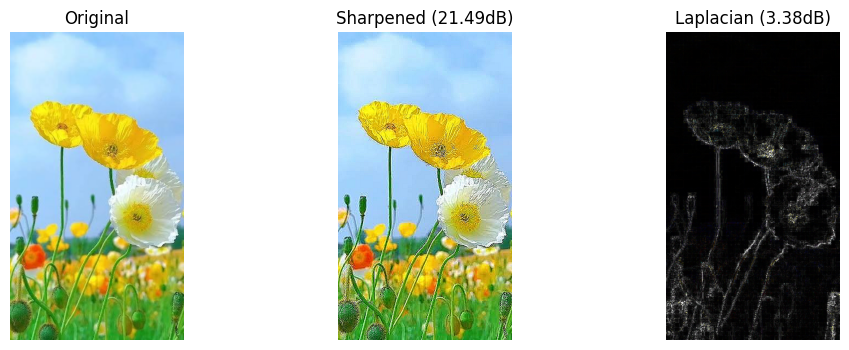 Original
Sharpened (21.49dB)
Laplacian (3.38dB)